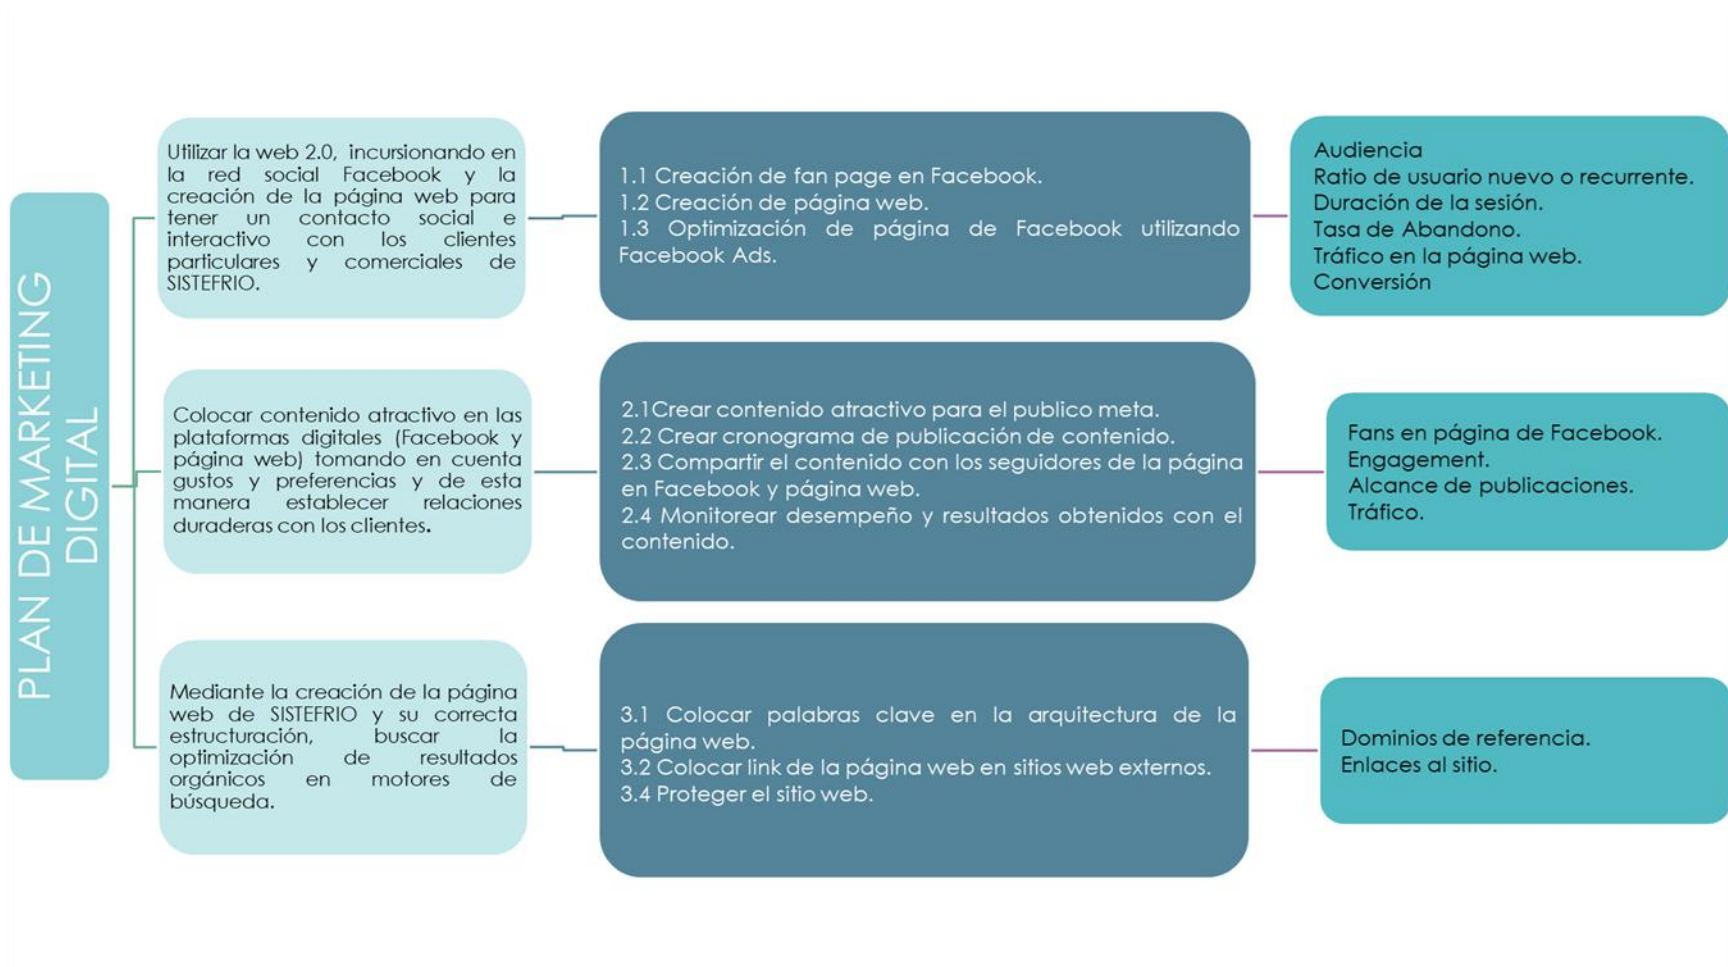 PLAN DE MARKETING
DIGITAL
Utilizar la web 2.0, incursionando en
la red social Facebook y la
creación de la página web para
tener un contacto social e
interactivo con los clientes
particulares y comerciales de
SISTEFRIO.
1.1 Creación de fan page en Facebook.
1.2 Creación de página web.
1.3 Optimización de página de Facebook utilizando
Facebook Ads.
Audiencia
Ratio de usuario nuevo o recurrente.
Duración de la sesión.
Tasa de Abandono.
Tráfico en la página web.
Conversión
Colocar contenido atractivo en las
plataformas digitales (Facebook y
página web) tomando en cuenta
gustos y preferencias y de esta
manera establecer relaciones
duraderas con los clientes.
2.1Crear contenido atractivo para el publico meta.
2.2 Crear cronograma de publicación de contenido.
2.3 Compartir el contenido con los seguidores de la página
en Facebook y página web.
2.4 Monitorear desempeño y resultados obtenidos con el
contenido.
Fans en página de Facebook.
Engagement.
Alcance de publicaciones.
Tráfico.
Mediante la creación de la página
web de SISTEFRIO y su correcta
estructuración, buscar la
optimización de resultados
orgánicos en motores de
búsqueda.
3.1 Colocar palabras clave en la arquitectura de la
página web.
3.2 Colocar link de la página web en sitios web externos.
3.4 Proteger el sitio web.
Dominios de referencia.
Enlaces al sitio.